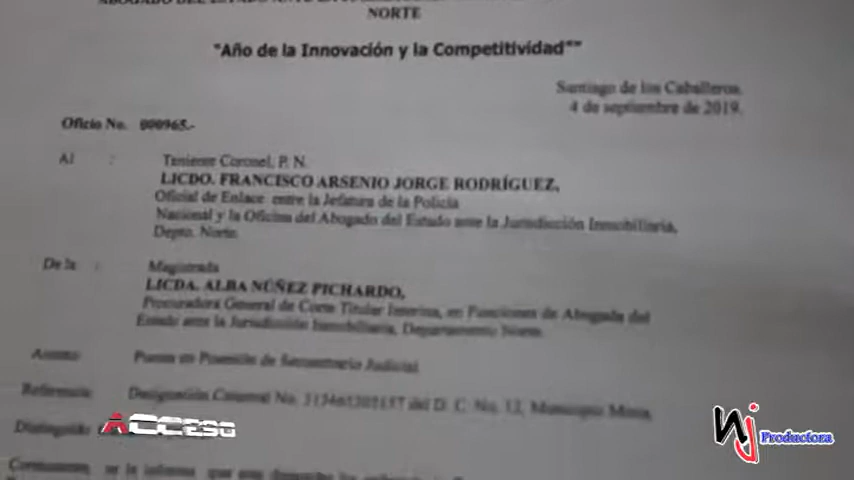 NORTE
"Año de la Innovación y la Competitividad""
Santiago de los Caballeros.
4 de septiembre de 2019.
Oficio No. 000965.-
Al :
Teniente Coronel, P. N.
LICDO. FRANCISCO ARSENIO JORGE RODRÍGUEZ,
Oficial de Enlace entre la Jefatura de la Policía
Nacional y la Oficina del Abogado del Estado ante la Jurisdicción Inmobiliaria,
Depto. Norte.
De la :
Magistrada
LICDA. ALBA NÚÑEZ PICHARDO,
Procuradora General de Corte Titular Interina, en Funciones de Abogada del
Estado ante la Jurisdicción Inmobiliaria, Departamento Norte.
Asunto :
Puesta en Posesión de Secuestrario Judicial
Referencia
Designación Catastral No. del D. C. No. 12, Municipio
ACCESO
Nj Productora